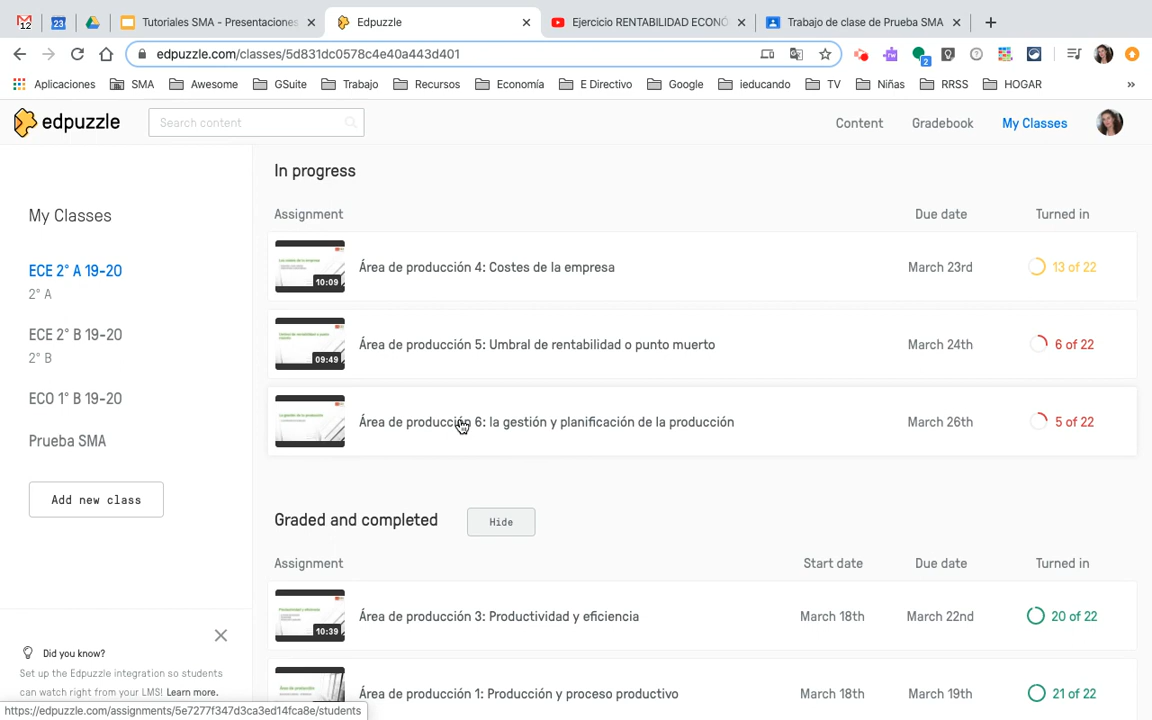 12
23
Tutoriales SMA - Presentaciones
Edpuzzle
Ejercicio RENTABILIDAD ECONÓ
Trabajo de clase de Prueba SMA
edpuzzle.com/classes/5d831dc0578c4e40a443d401
2
Aplicaciones
SMA
Awesome
GSuite
Trabajo
Recursos
Economía
E Directivo
Google
ieducando
TV
Niñas
RRSS
HOGAR
»
edpuzzle
Search content
Content
Gradebook
My Classes
My Classes
ECE 2° A 19-20
2° A
ECE 2° B 19-20
2° B
ECO 1° B 19-20
Prueba SMA
Add new class
Did you know?
Set up the Edpuzzle integration so students
can watch right from your LMS! Learn more.
In progress
Assignment
Due date
Turned in
10:09
Área de producción 4: Costes de la empresa
March 23rd
13 of 22
09:49
Área de producción 5: Umbral de rentabilidad o punto muerto
March 24th
6 of 22
Área de producción 6: la gestión y planificación de la producción
March 26th
5 of 22
Graded and completed
Hide
Assignment
Start date
Due date
Turned in
10:39
Área de producción 3: Productividad y eficiencia
March 18th
March 22nd
20 of 22
Área de producción 1: Producción y proceso productivo
March 18th
March 19th
21 of 22
https://edpuzzle.com/assignments/5e7277f347d3ca3ed14fca8e/students